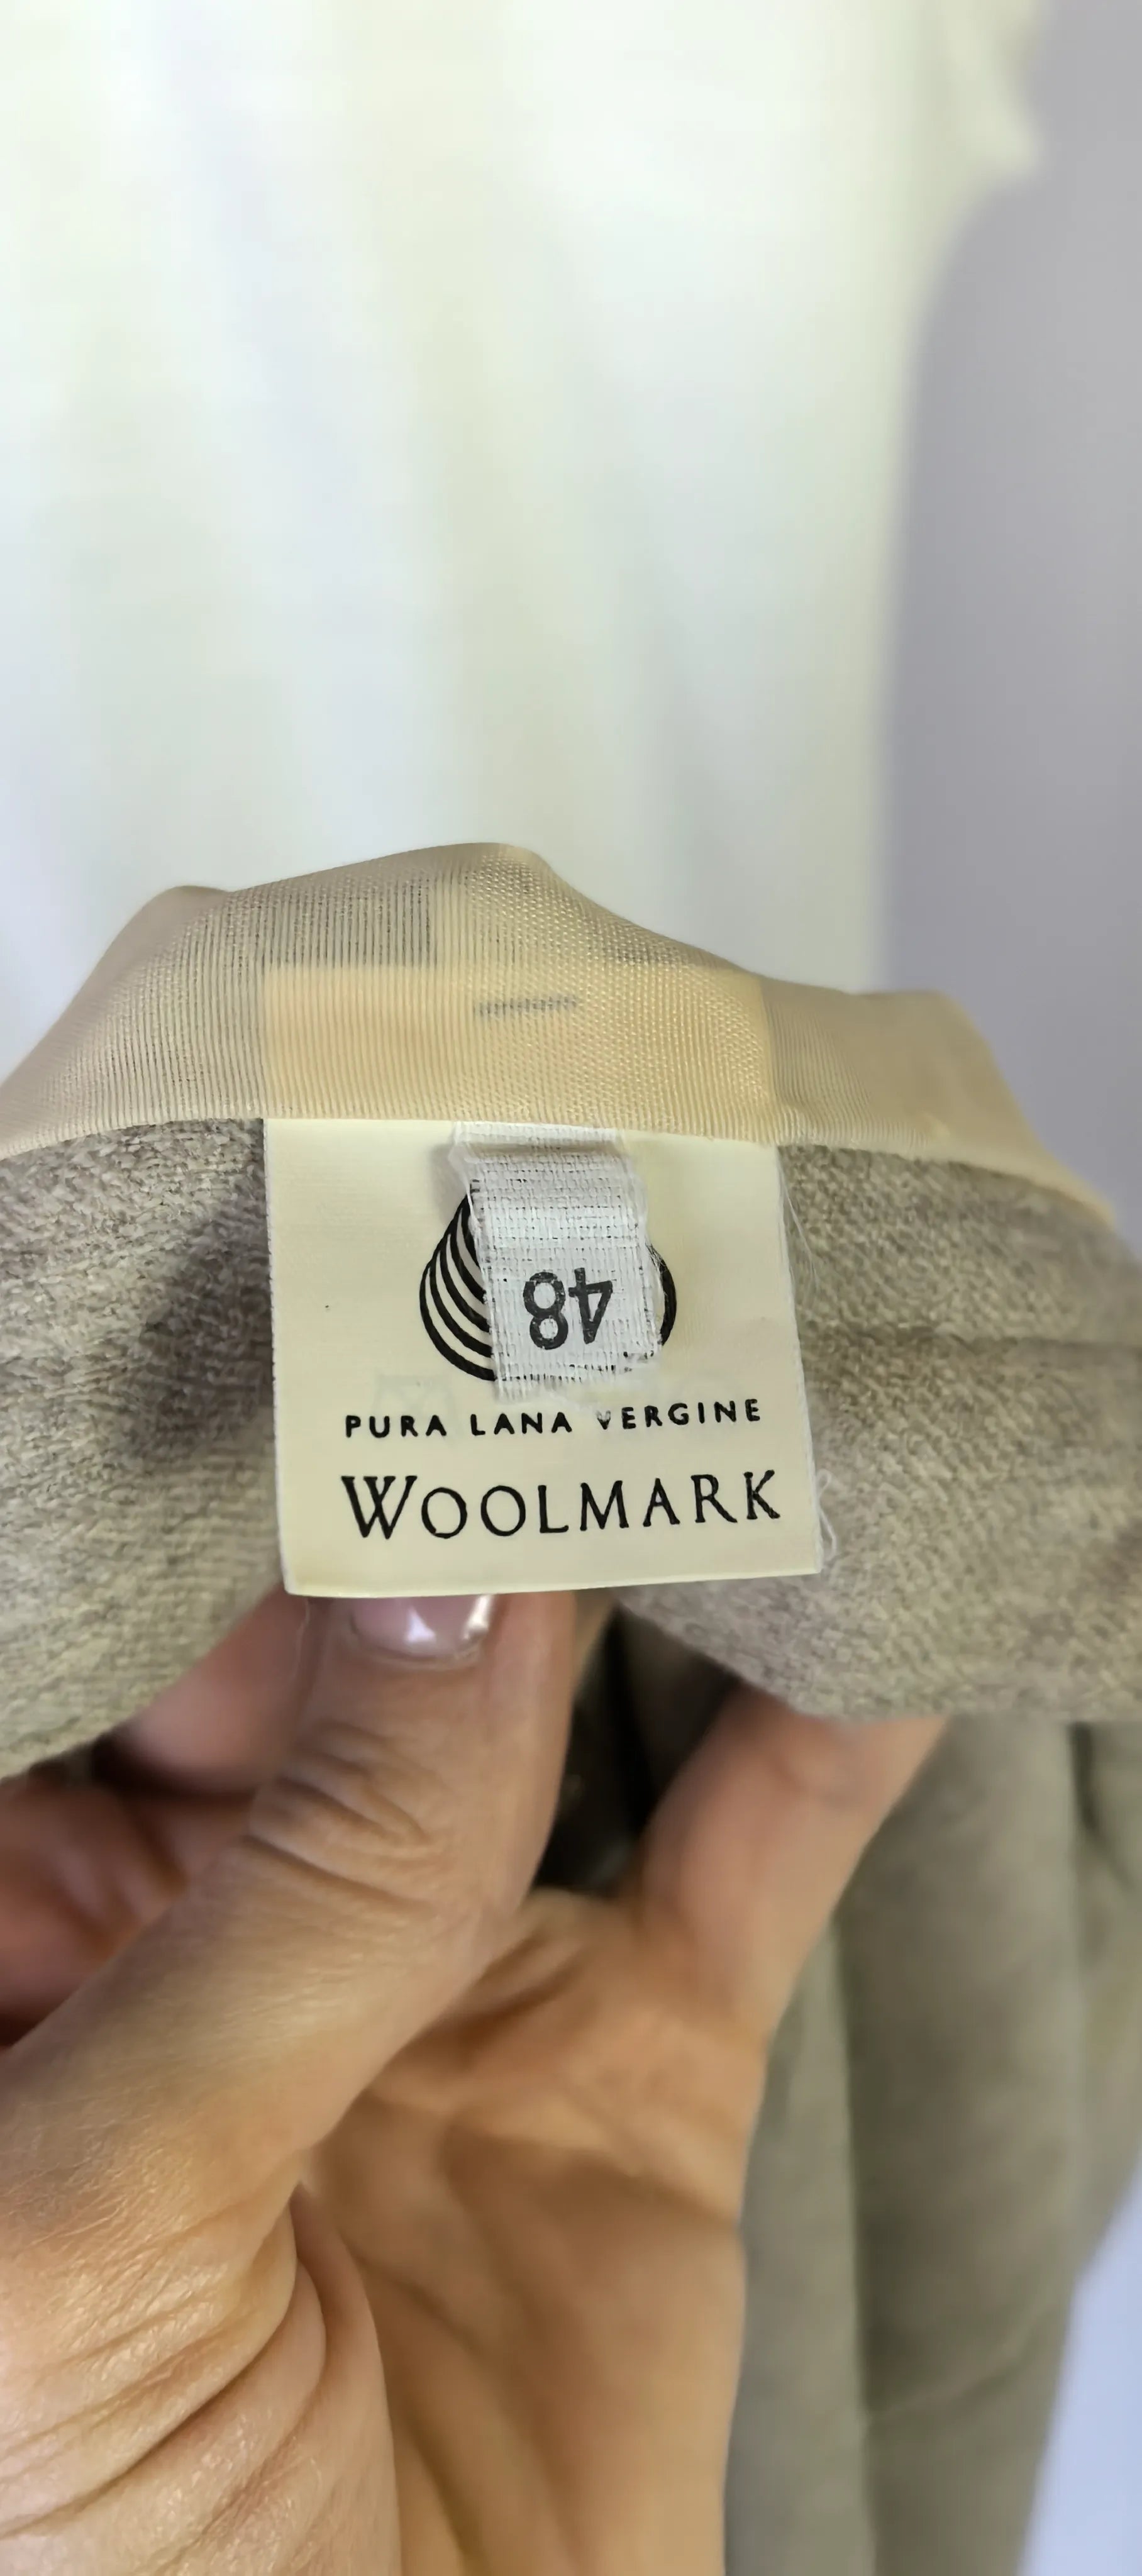 48
PURA LANA VERGINE
WOOLMARK